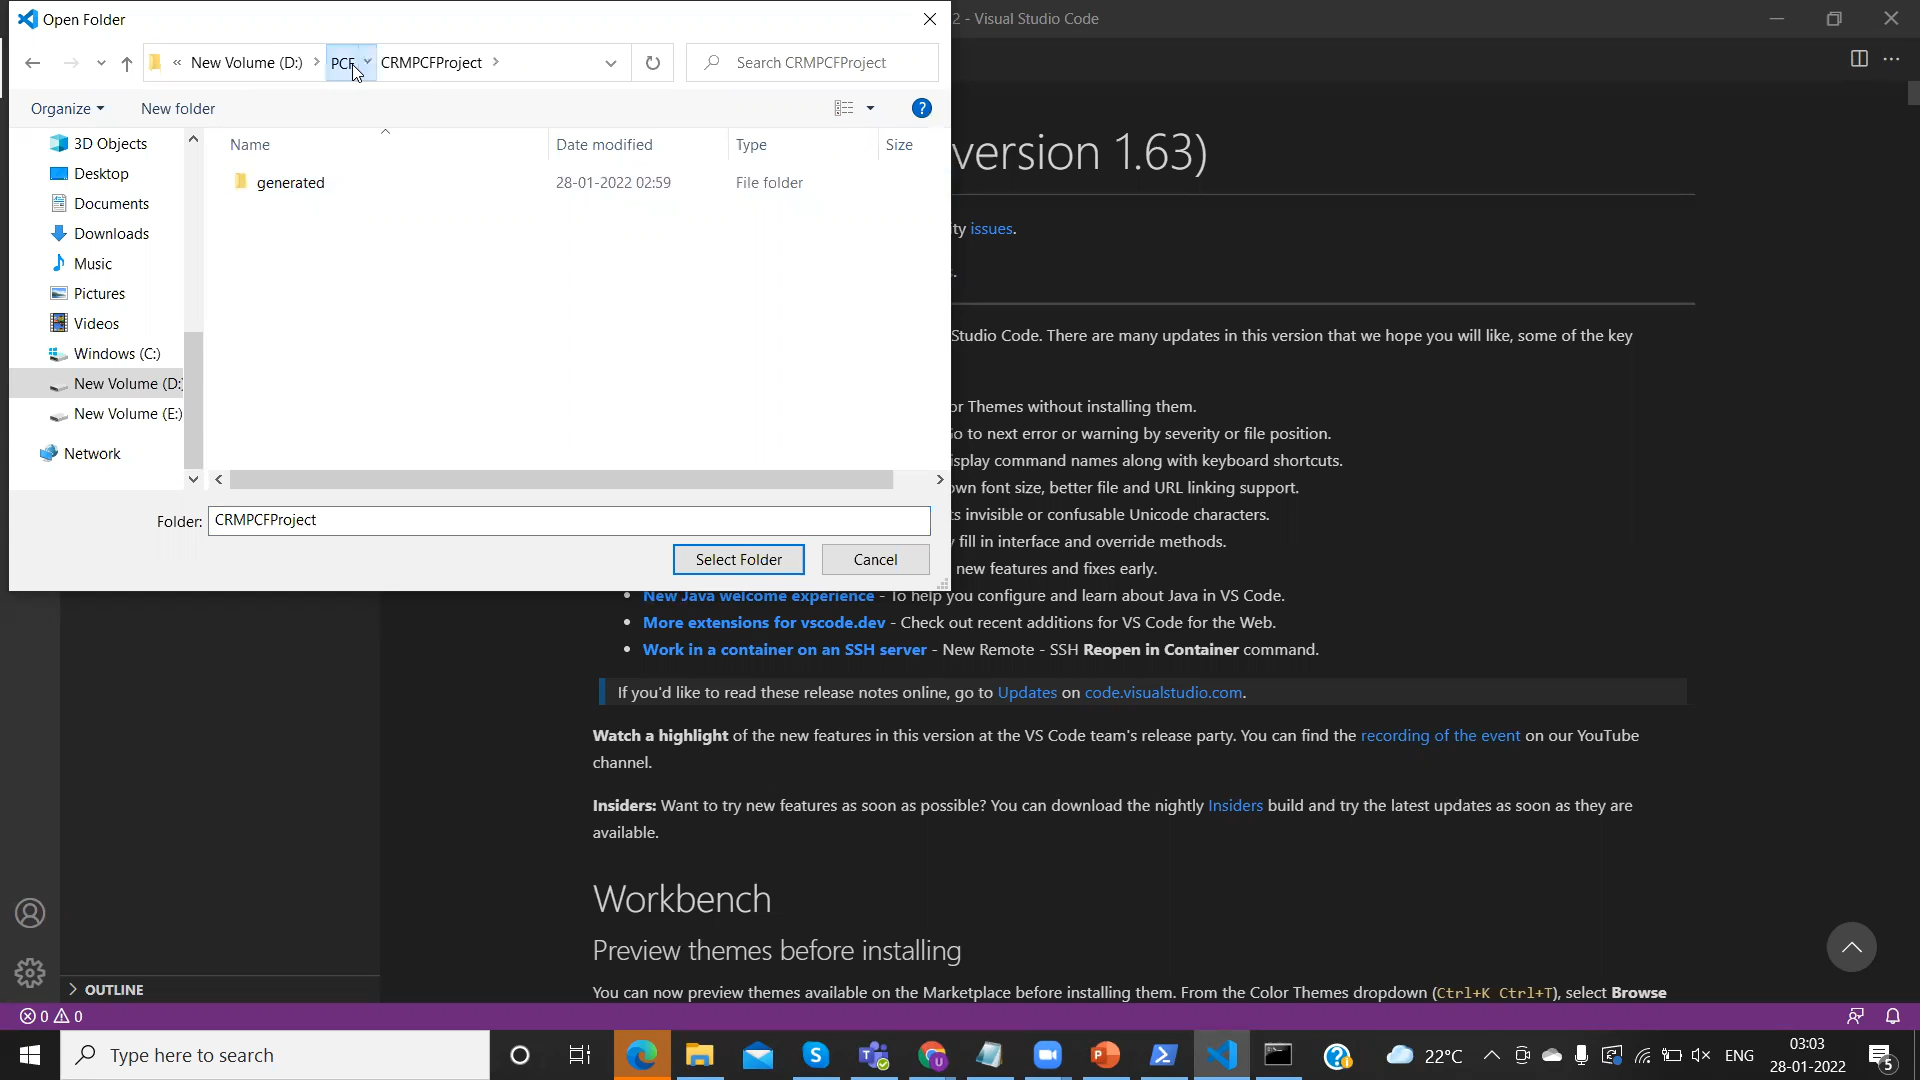 Open Folder
2 - Visual Studio Code
« New Volume (D:) > PCF CRMPCFProject >
Search CRMPCFProject
Organize
New folder
?
Name
Date modified
Type
Size
3D Objects
Desktop
Documents
Downloads
Music
Pictures
Videos
Windows (C:)
New Volume (D:
New Volume (E:)
Network
generated
28-01-2022 02:59
File folder
Folder:
CRMPCFProject
Select Folder
Cancel
version 1.63)
ity issues.
Studio Code. There are many updates in this version that we hope you will like, some of the key
or Themes without installing them.
o to next error or warning by severity or file position.
isplay command names along with keyboard shortcuts.
own font size, better file and URL linking support.
ts invisible or confusable Unicode characters.
y fill in interface and override methods.
new features and fixes early.
• New Java welcome experience - To help you configure and learn about Java in VS Code.
• More extensions for vscode.dev - Check out recent additions for VS Code for the Web.
• Work in a container on an SSH server - New Remote - SSH Reopen in Container command.
If you'd like to read these release notes online, go to Updates on code.visualstudio.com.
Watch a highlight of the new features in this version at the VS Code team's release party. You can find the recording of the event on our YouTube
channel.
Insiders: Want to try new features as soon as possible? You can download the nightly Insiders build and try the latest updates as soon as they are
available.
Workbench
Preview themes before installing
You can now preview themes available on the Marketplace before installing them. From the Color Themes dropdown (Ctrl+K Ctrl+T), select Browse
> OUTLINE
0 0
Type here to search
22°C
ENG
03:03
28-01-2022
5